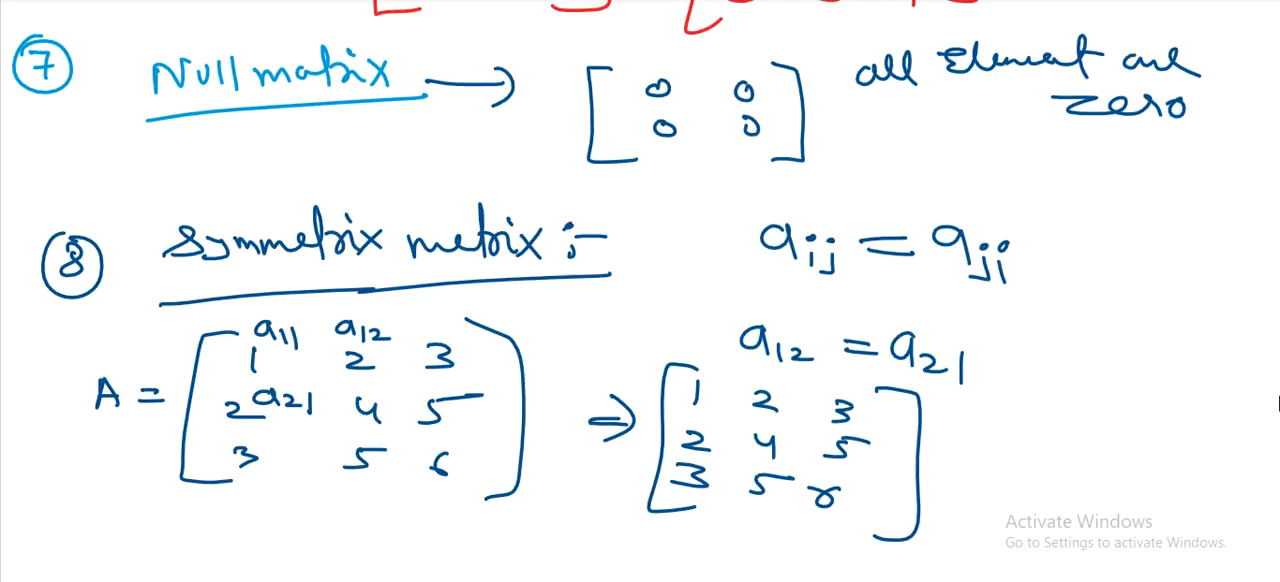 7 Null matrix → [ 0 0 all Element are
0 0 ] zero
8 Symmetrix metrix :- aij = aji
a11 a12 a12 = a21
A = [ 1 2 3 ⇒ [ 1 2 3
2 a21 4 5 2 4 5
3 5 6 ] 3 5 8 ]
Activate Windows
Go to Settings to activate Windows.